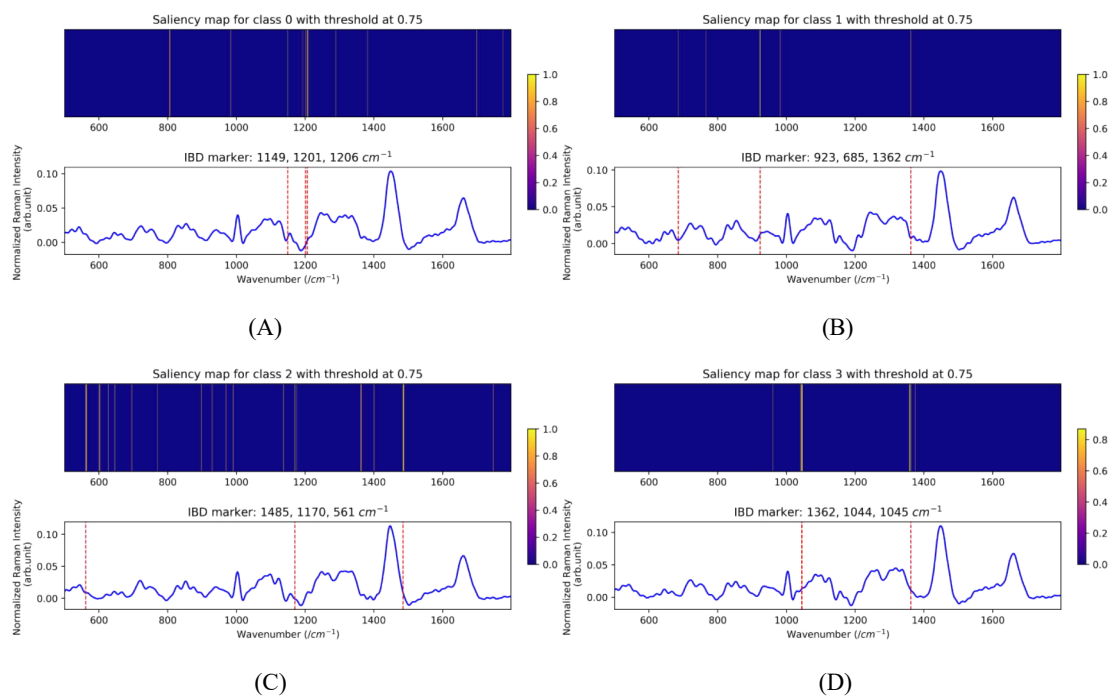 Saliency map for class 0 with threshold at 0.75
600 800 1000 1200 1400 1600
1.0
0.8
0.6
0.4
0.2
0.0
IBD marker: 1149, 1201, 1206 cm⁻¹
Normalized Raman Intensity
(arb.unit)
0.10
0.05
0.00
600 800 1000 1200 1400 1600
Wavenumber (/cm⁻¹)
(A)
Saliency map for class 1 with threshold at 0.75
600 800 1000 1200 1400 1600
1.0
0.8
0.6
0.4
0.2
0.0
IBD marker: 923, 685, 1362 cm⁻¹
Normalized Raman Intensity
(arb.unit)
0.10
0.05
0.00
600 800 1000 1200 1400 1600
Wavenumber (/cm⁻¹)
(B)
Saliency map for class 2 with threshold at 0.75
600 800 1000 1200 1400 1600
1.0
0.8
0.6
0.4
0.2
0.0
IBD marker: 1485, 1170, 561 cm⁻¹
Normalized Raman Intensity
(arb.unit)
0.10
0.05
0.00
600 800 1000 1200 1400 1600
Wavenumber (/cm⁻¹)
(C)
Saliency map for class 3 with threshold at 0.75
600 800 1000 1200 1400 1600
0.8
0.6
0.4
0.2
0.0
IBD marker: 1362, 1044, 1045 cm⁻¹
Normalized Raman Intensity
(arb.unit)
0.10
0.05
0.00
600 800 1000 1200 1400 1600
Wavenumber (/cm⁻¹)
(D)